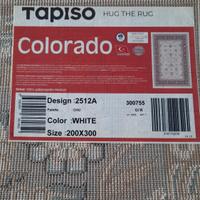 TAPISO HUG THE RUG
Colorado
Design :2512A 300755
Color :WHITE
Size :200X300